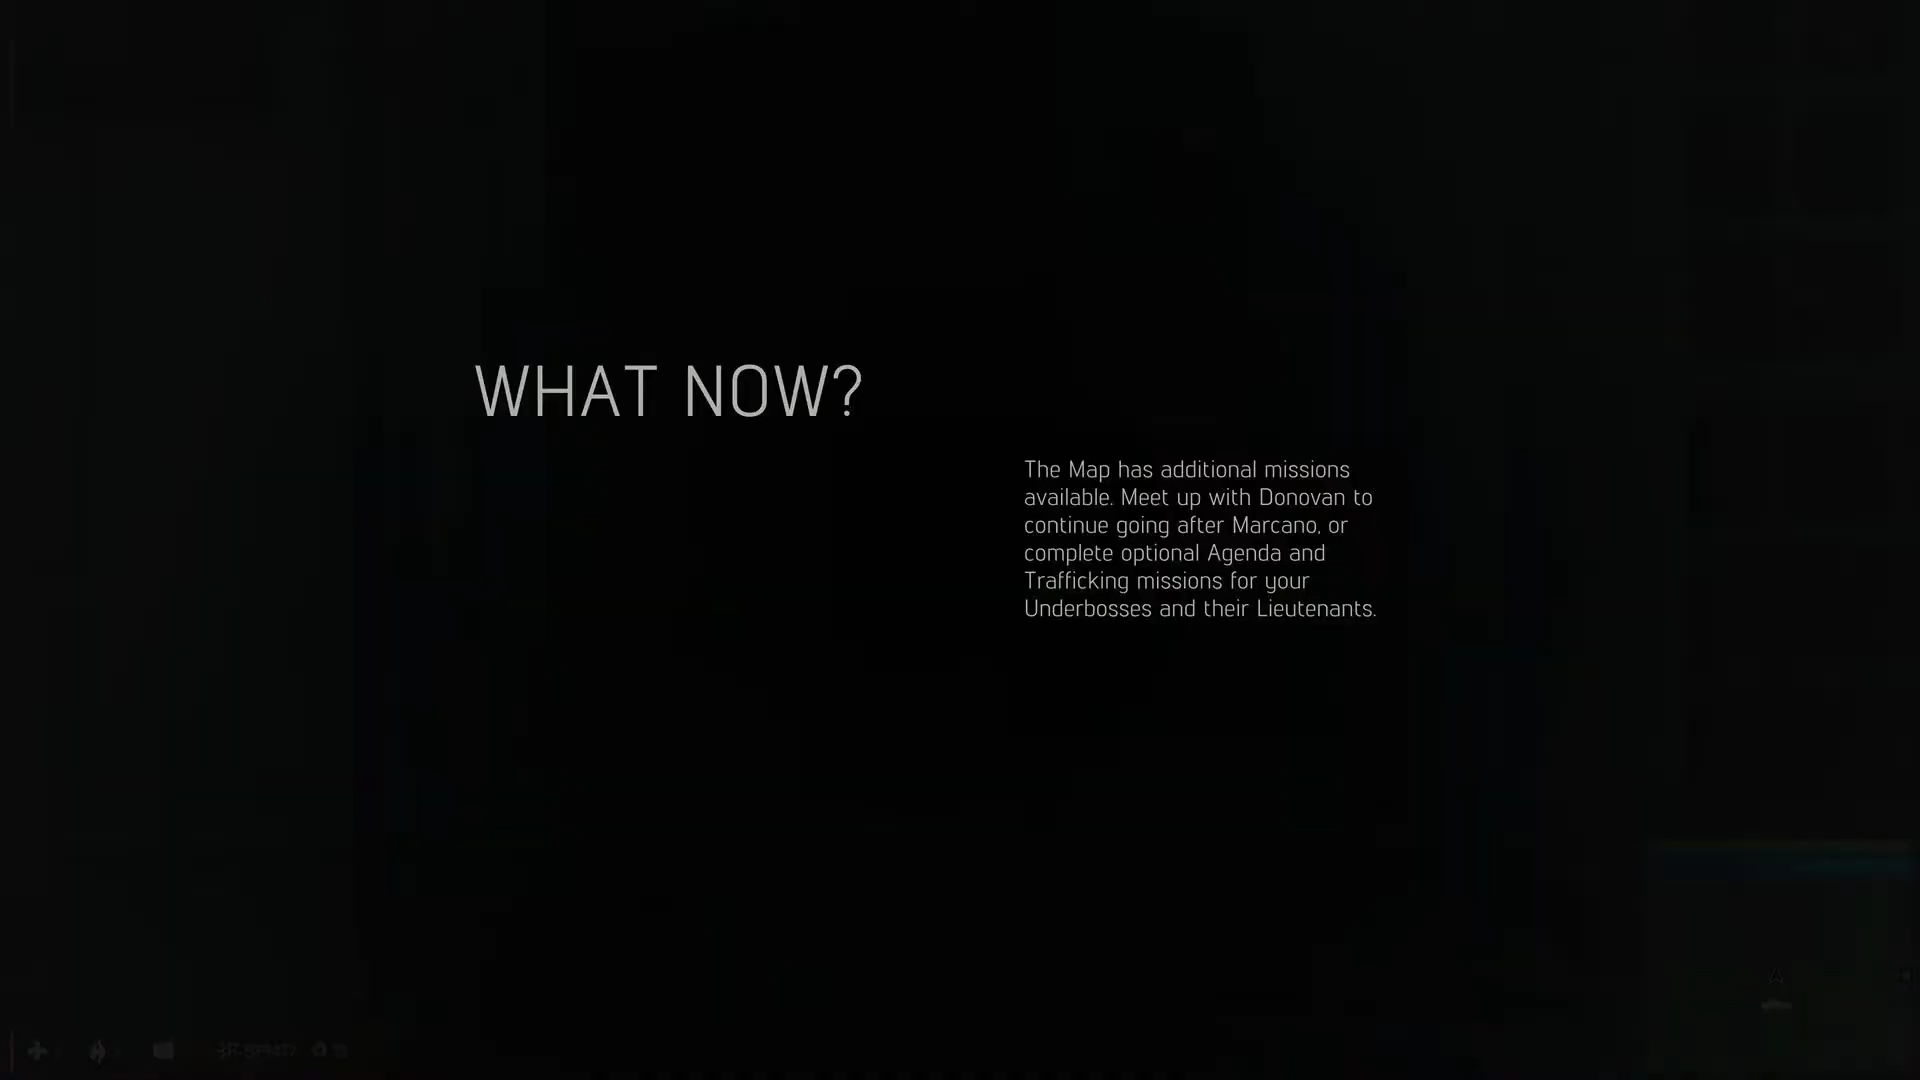 WHAT NOW?
The Map has additional missions
available. Meet up with Donovan to
continue going after Marcano, or
complete optional Agenda and
Trafficking missions for your
Underbosses and their Lieutenants.